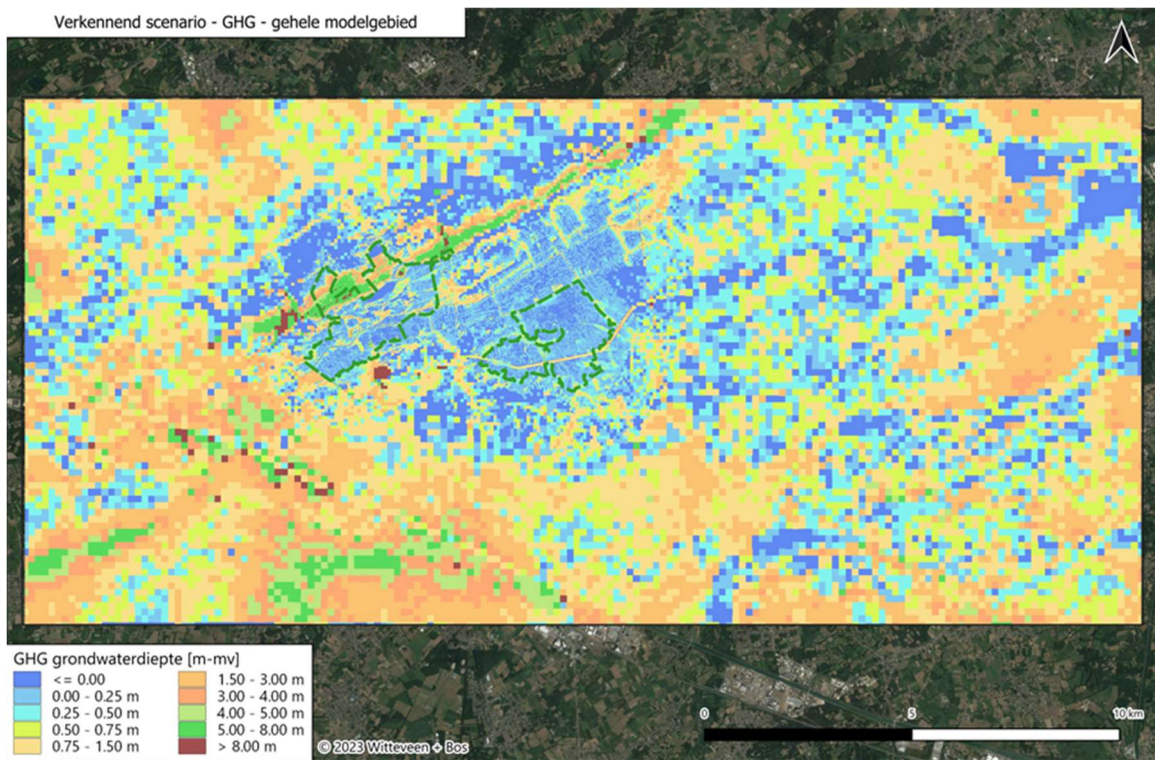 Verkennend scenario - GHG - gehele modelgebied
GHG grondwaterdiepte [m-mv]
<= 0.00
0.00 - 0.25 m
0.25 - 0.50 m
0.50 - 0.75 m
0.75 - 1.50 m
1.50 - 3.00 m
3.00 - 4.00 m
4.00 - 5.00 m
5.00 - 8.00 m
> 8.00 m
© 2023 Witteveen + Bos
0 5 10 km